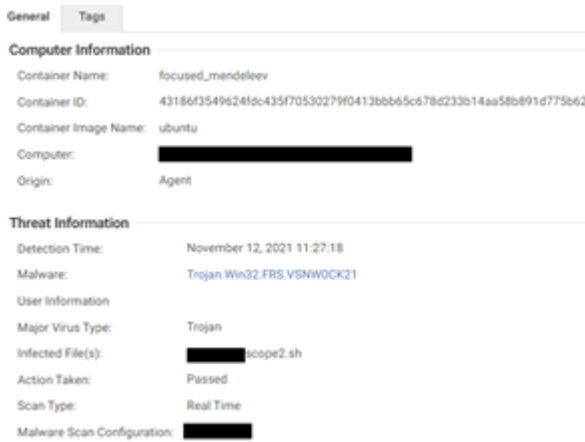 General Tags
Computer Information
Container Name: focused_mendeleev
Container ID: 43186f3549624fdc435f70530279f0413bbb65c678d233b14aa58b891d775b62
Container Image Name: ubuntu
Computer:
Origin: Agent
Threat Information
Detection Time: November 12, 2021 11:27:18
Malware: Trojan.Win32.FRS.VSNW0CK21
User Information
Major Virus Type: Trojan
Infected File(s): scope2.sh
Action Taken: Passed
Scan Type: Real Time
Malware Scan Configuration: